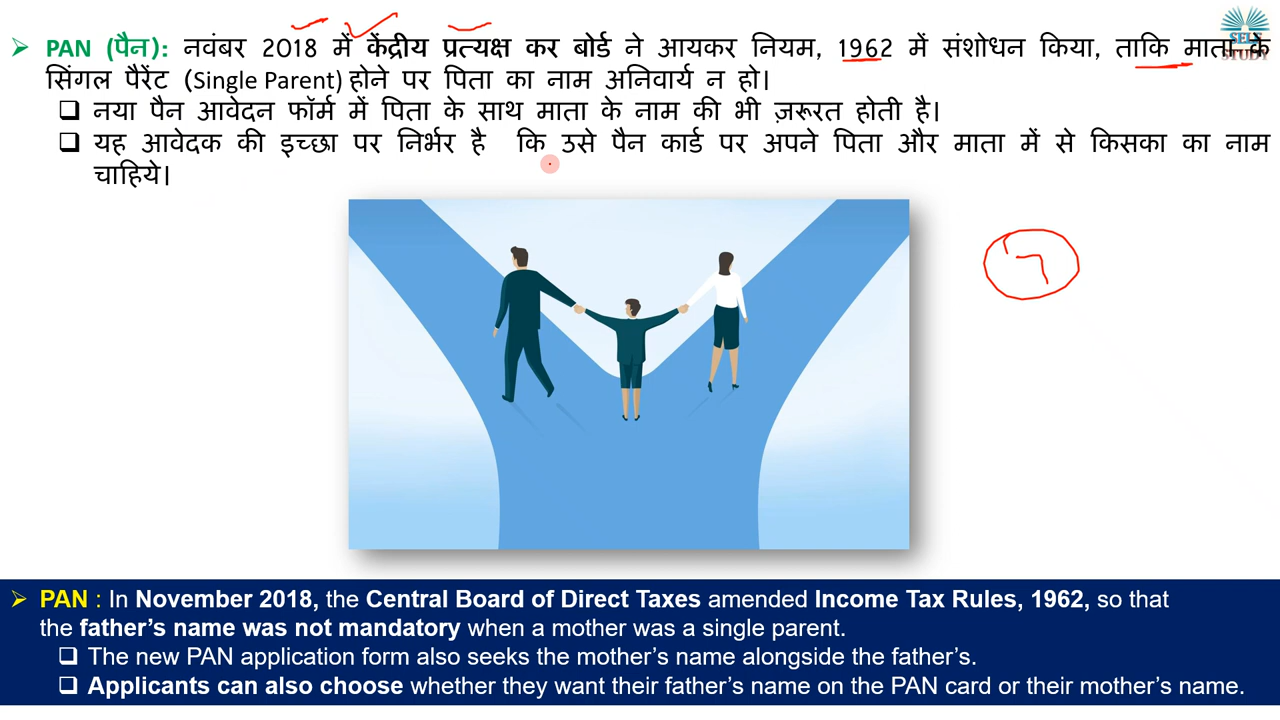 ➢ PAN (पैन): नवंबर 2018 में केंद्रीय प्रत्यक्ष कर बोर्ड ने आयकर नियम, 1962 में संशोधन किया, ताकि माता के
सिंगल पैरेंट (Single Parent) होने पर पिता का नाम अनिवार्य न हो।
❑ नया पैन आवेदन फॉर्म में पिता के साथ माता के नाम की भी ज़रूरत होती है।
❑ यह आवेदक की इच्छा पर निर्भर है कि उसे पैन कार्ड पर अपने पिता और माता में से किसका का नाम
चाहिये।
SELF
STUDY
➢ PAN : In November 2018, the Central Board of Direct Taxes amended Income Tax Rules, 1962, so that
the father’s name was not mandatory when a mother was a single parent.
❑ The new PAN application form also seeks the mother’s name alongside the father’s.
❑ Applicants can also choose whether they want their father’s name on the PAN card or their mother’s name.